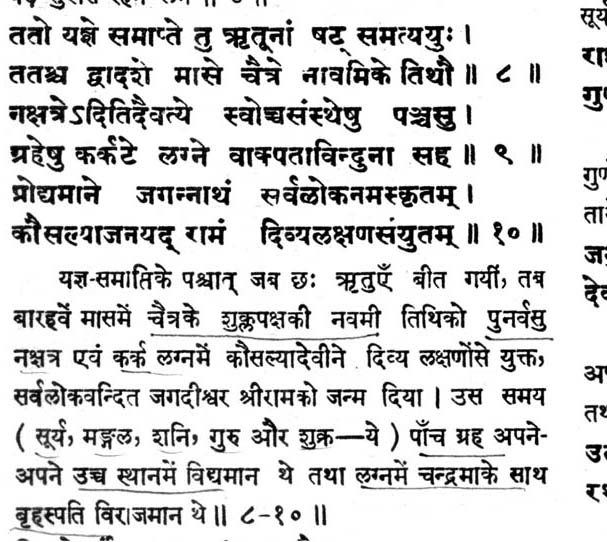 ततो यज्ञे समाप्ते तु ऋतूनां षट् समत्ययुः ।
ततश्च द्वादशे मासे चैत्रे नावमिके तिथौ ॥ ८ ॥
नक्षत्रेऽदितिदैवत्ये स्वोच्चसंस्थेषु पञ्चसु ।
ग्रहेषु कर्कटे लग्ने वाक्पताविन्दुना सह ॥ ९ ॥
प्रोद्यमाने जगन्नाथं सर्वलोकनमस्कृतम् ।
कौसल्याजनयद् रामं दिव्यलक्षणसंयुतम् ॥ १० ॥
यज्ञ-समाप्तिके पश्चात् जब छः ऋतुएँ बीत गयीं, तब
बारहवें मासमें चैत्रके शुक्लपक्षकी नवमी तिथिको पुनर्वसु
नक्षत्र एवं कर्क लग्नमें कौसल्यादेवीने दिव्य लक्षणोंसे युक्त,
सर्वलोकवन्दित जगदीश्वर श्रीरामको जन्म दिया । उस समय
( सूर्य, मङ्गल, शनि, गुरु और शुक्र—ये ) पाँच ग्रह अपने-
अपने उच्च स्थानमें विद्यमान थे तथा लग्नमें चन्द्रमाके साथ
बृहस्पति विराजमान थे ॥ ८-१० ॥